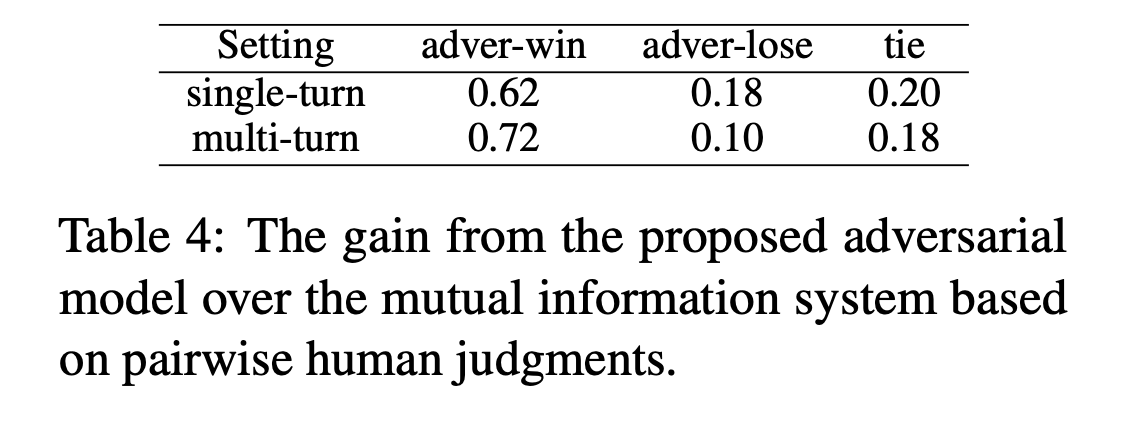 Setting adver-win adver-lose tie
single-turn 0.62 0.18 0.20
multi-turn 0.72 0.10 0.18
Table 4: The gain from the proposed adversarial
model over the mutual information system based
on pairwise human judgments.